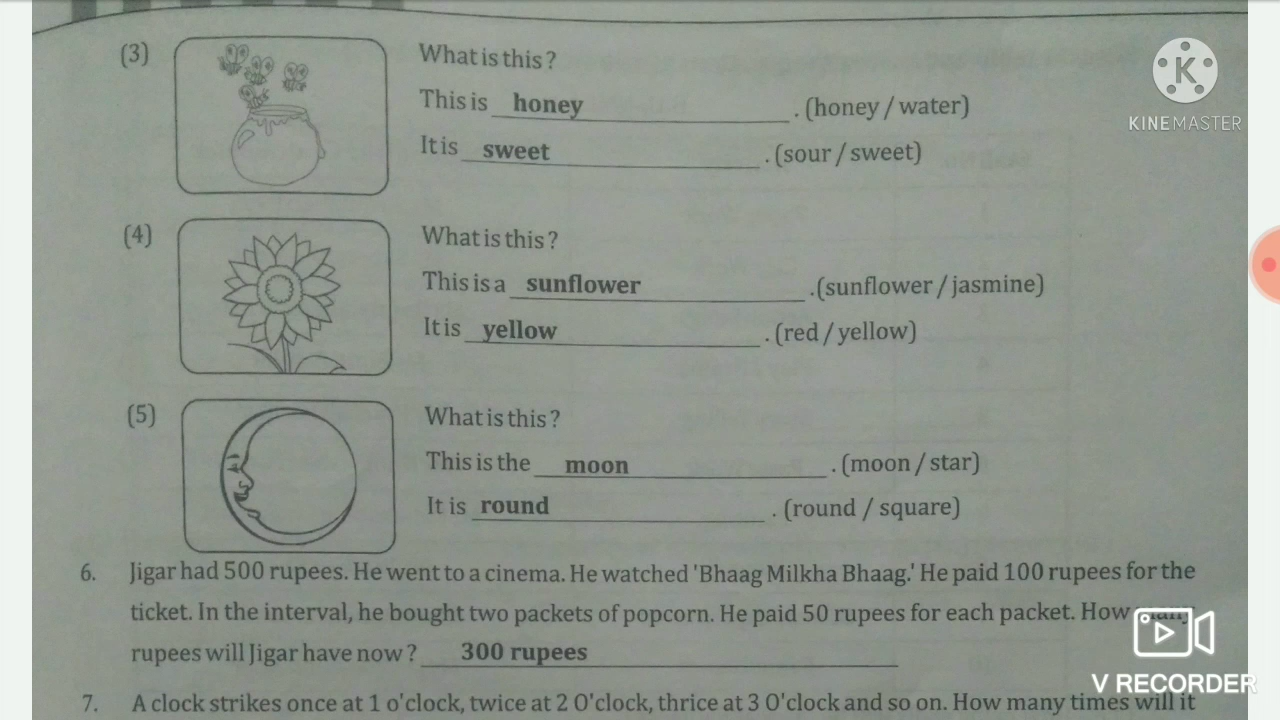 (3)
What is this ?
This is honey . (honey / water)
It is sweet . (sour / sweet)
(4)
What is this ?
This is a sunflower .(sunflower / jasmine)
It is yellow . (red / yellow)
(5)
What is this ?
This is the moon . (moon / star)
It is round . (round / square)
6. Jigar had 500 rupees. He went to a cinema. He watched 'Bhaag Milkha Bhaag.' He paid 100 rupees for the
ticket. In the interval, he bought two packets of popcorn. He paid 50 rupees for each packet. How many
rupees will Jigar have now ? 300 rupees
7. A clock strikes once at 1 o'clock, twice at 2 O'clock, thrice at 3 O'clock and so on. How many times will it
K
KINEMASTER
V RECORDER